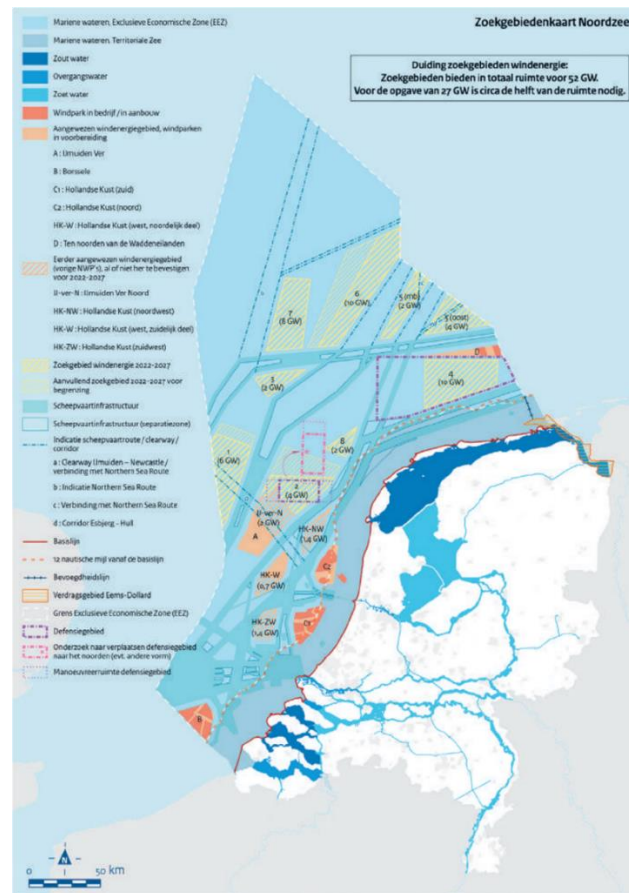 Zoekgebiedenkaart Noordzee
Duiding zoekgebieden windenergie:
Zoekgebieden bieden in totaal ruimte voor 52 GW.
Voor de opgave van 27 GW is circa de helft van de ruimte nodig.
Mariene wateren, Exclusieve Economische Zone (EEZ)
Mariene wateren, Territoriale Zee
Zout water
Overgangswater
Zoet water
Windpark in bedrijf / in aanbouw
Aangewezen windenergiegebied, windparken
in voorbereiding
A : IJmuiden Ver
B : Borssele
C1 : Hollandse Kust (zuid)
C2 : Hollandse Kust (noord)
HK-W : Hollandse Kust (west, noordelijk deel)
D : Ten noorden van de Waddeneilanden
Eerder aangewezen windenergiegebied
(vorige NWP's), al of niet her te bevestigen
voor 2022-2027
IJ-ver-N : IJmuiden Ver Noord
HK-NW : Hollandse Kust (noordwest)
HK-W : Hollandse Kust (west, zuidelijk deel)
HK-ZW : Hollandse Kust (zuidwest)
Zoekgebied windenergie 2022-2027
Aanvullend zoekgebied 2022-2027 voor
begrenzing
Scheepvaartinfrastructuur
Scheepvaartinfrastructuur (separatiezone)
Indicatie scheepvaartroute / clearway /
corridor
a : Clearway IJmuiden – Newcastle /
verbinding met Northern Sea Route
b : Indicatie Northern Sea Route
c : Verbinding met Northern Sea Route
d : Corridor Esbjerg - Hull
Basislijn
12 nautische mijl vanaf de basislijn
Bevoegdheidslijn
Verdragsgebied Eems-Dollard
Grens Exclusieve Economische Zone (EEZ)
Defensiegebied
Onderzoek naar verplaatsen defensiegebied
naar het noorden (evt. andere vorm)
Manoeuvreerruimte defensiegebied
7
(8 GW)
6
(10 GW)
5 (mb)
(2 GW)
5 (oost)
(4 GW)
D
4
(10 GW)
3
(2 GW)
1
(6 GW)
8
(2 GW)
2
(4 GW)
IJ-ver-N
(2 GW)
A
HK-NW
(1,4 GW)
HK-W
(0,7 GW)
C2
HK-ZW
(1,4 GW)
C1
B
N
0 50 km